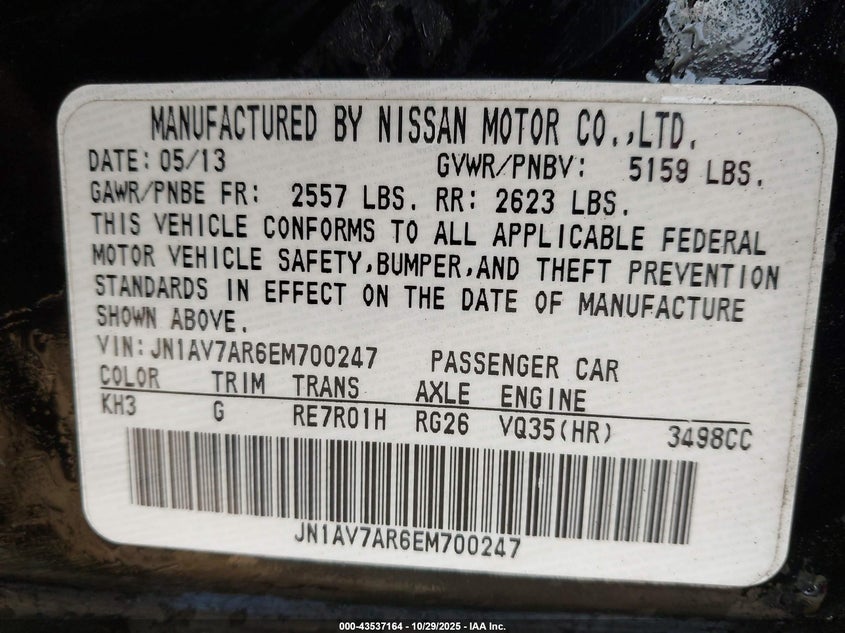 MANUFACTURED BY NISSAN MOTOR CO.,LTD.
DATE: 05/13 GVWR/PNBV: 5159 LBS.
GAWR/PNBE FR: 2557 LBS. RR: 2623 LBS.
THIS VEHICLE CONFORMS TO ALL APPLICABLE FEDERAL
MOTOR VEHICLE SAFETY,BUMPER,AND THEFT PREVENTION
STANDARDS IN EFFECT ON THE DATE OF MANUFACTURE
SHOWN ABOVE.
VIN:JN1AV7AR6EM700247 PASSENGER CAR
COLOR TRIM TRANS AXLE ENGINE
KH3 G RE7R01H RG26 VQ35(HR) 3498CC
JN1AV7AR6EM700247
000-43537164 - 10/29/2025 - IAA Inc.